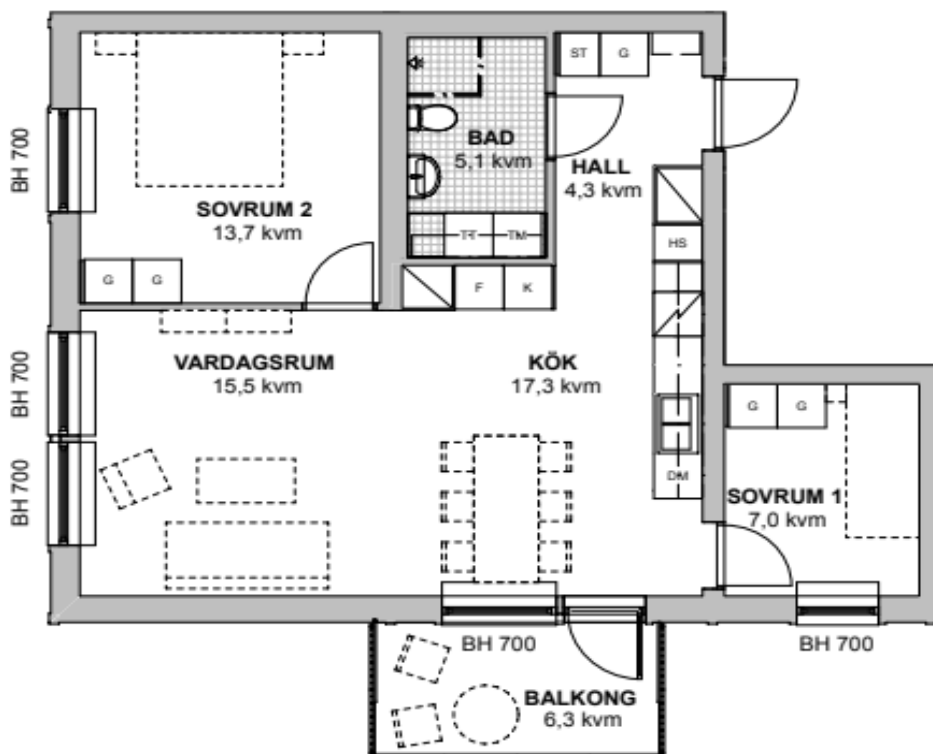 ST G
BAD
5,1 kvm
HALL
4,3 kvm
BH 700
SOVRUM 2
13,7 kvm
TT TM
HS
G G
F K
VARDAGSRUM
15,5 kvm
KÖK
17,3 kvm
BH 700
G G
BH 700
DM
SOVRUM 1
7,0 kvm
BH 700
BH 700
BALKONG
6,3 kvm